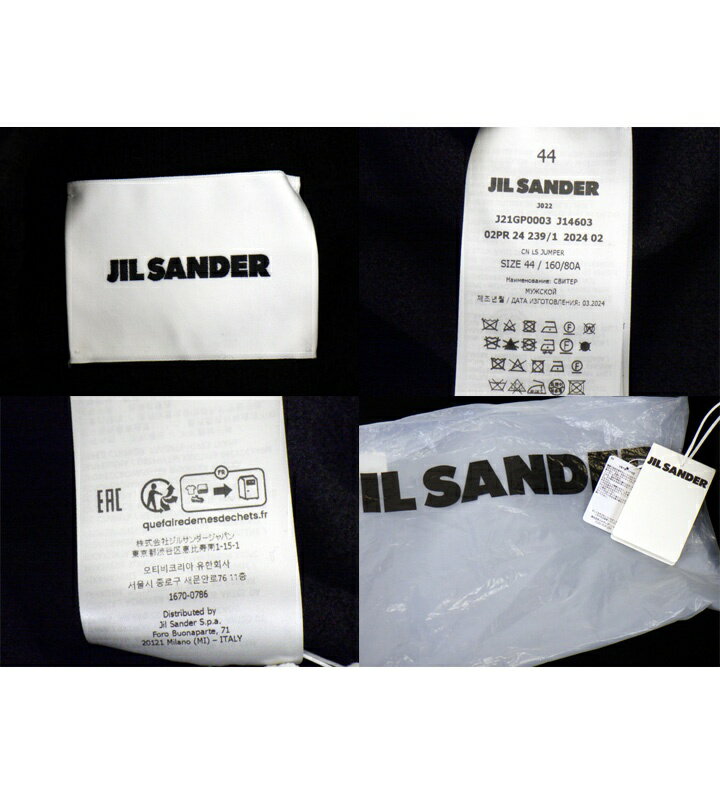 JIL SANDER
44
JIL SANDER
J022
J21GP0003 J14603
02PR 24 239/1 2024 02
CN LS JUMPER
SIZE 44 / 160/80A
Наименование: СВИТЕР
МУЖСКОЙ
제조년월 / ДАТА ИЗГОТОВЛЕНИЯ: 03.2024
EAC
FR
quefairedemesdechets.fr
株式会社ジルサンダージャパン
東京都渋谷区恵比寿南1-15-1
오티비코리아 유한회사
서울시 종로구 새문안로76 11층
1670-0786
Distributed by
Jil Sander S.p.a.
Foro Buonaparte, 71
20121 Milano (MI) – ITALY
JIL SANDER
JIL SANDER